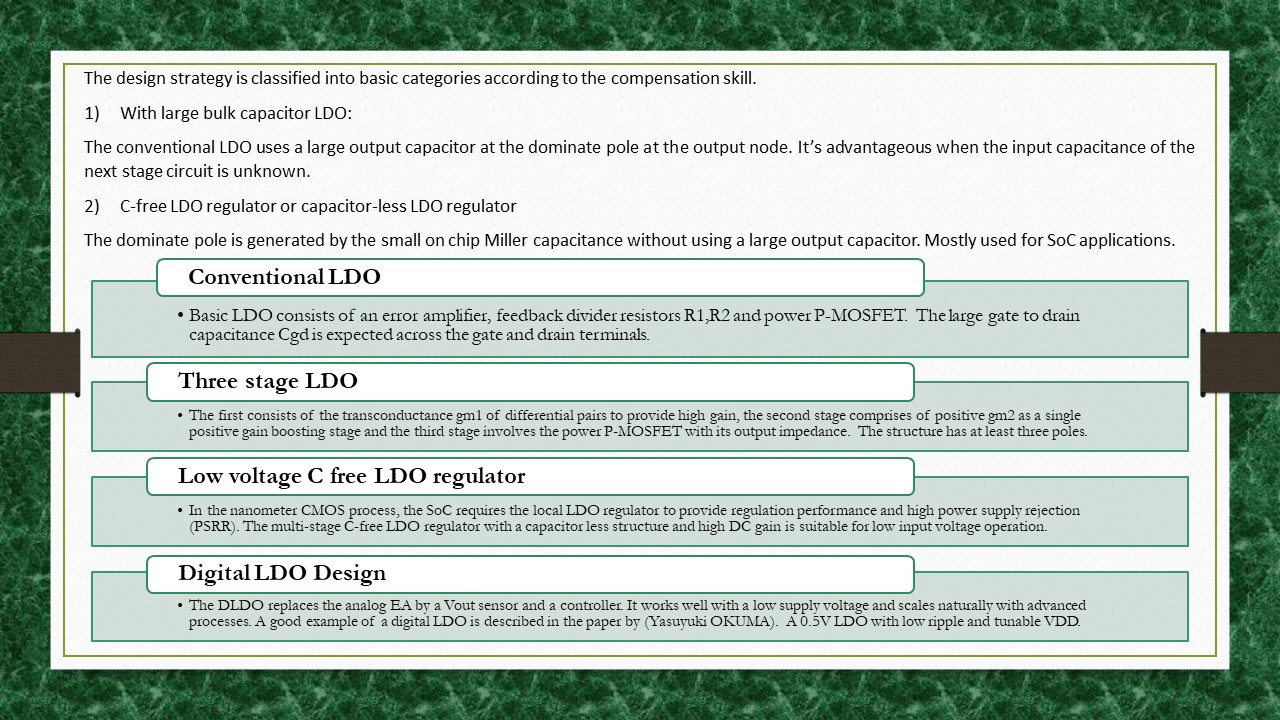 The design strategy is classified into basic categories according to the compensation skill.
1) With large bulk capacitor LDO:
The conventional LDO uses a large output capacitor at the dominate pole at the output node. It’s advantageous when the input capacitance of the
next stage circuit is unknown.
2) C-free LDO regulator or capacitor-less LDO regulator
The dominate pole is generated by the small on chip Miller capacitance without using a large output capacitor. Mostly used for SoC applications.
Conventional LDO
• Basic LDO consists of an error amplifier, feedback divider resistors R1,R2 and power P-MOSFET. The large gate to drain
capacitance Cgd is expected across the gate and drain terminals.
Three stage LDO
• The first consists of the transconductance gm1 of differential pairs to provide high gain, the second stage comprises of positive gm2 as a single
positive gain boosting stage and the third stage involves the power P-MOSFET with its output impedance. The structure has at least three poles.
Low voltage C free LDO regulator
• In the nanometer CMOS process, the SoC requires the local LDO regulator to provide regulation performance and high power supply rejection
(PSRR). The multi-stage C-free LDO regulator with a capacitor less structure and high DC gain is suitable for low input voltage operation.
Digital LDO Design
• The DLDO replaces the analog EA by a Vout sensor and a controller. It works well with a low supply voltage and scales naturally with advanced
processes. A good example of a digital LDO is described in the paper by (Yasuyuki OKUMA). A 0.5V LDO with low ripple and tunable VDD.